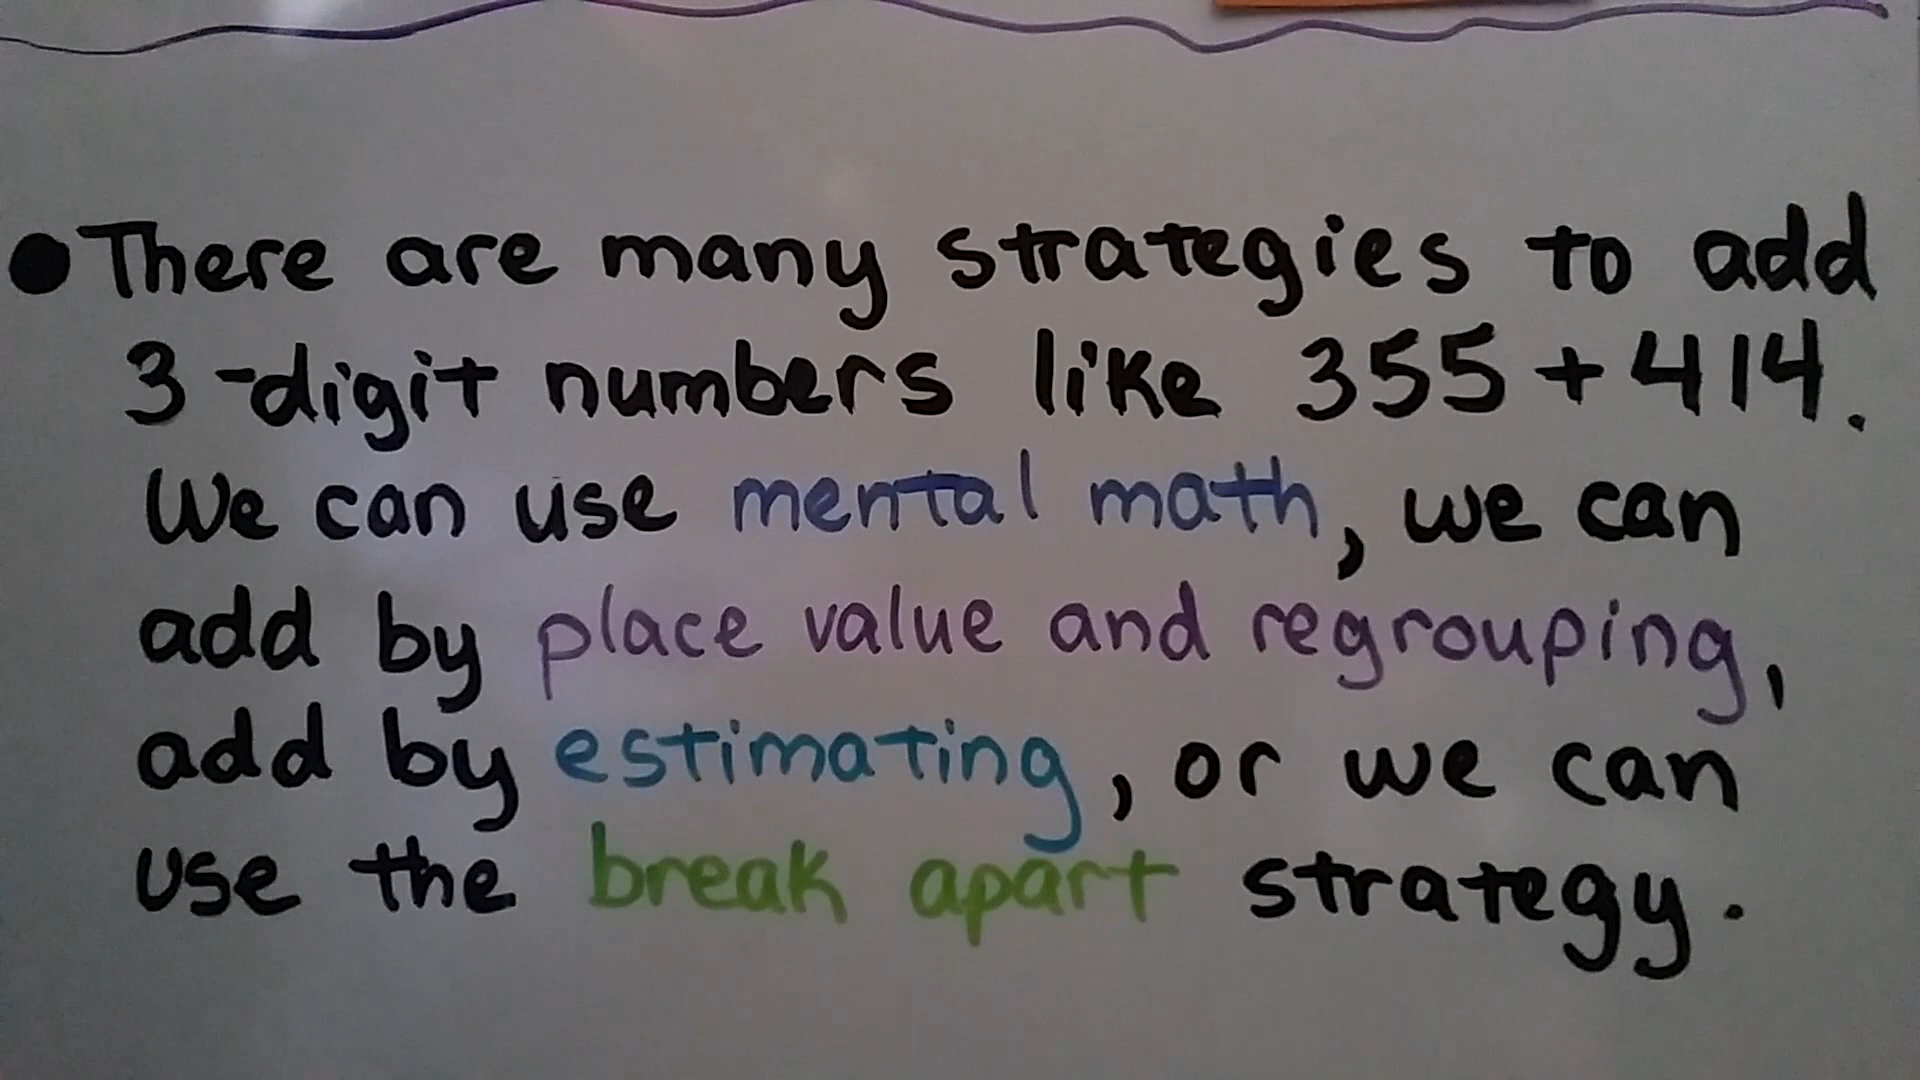 ● There are many strategies to add
3-digit numbers like 355 + 414.
We can use mental math, we can
add by place value and regrouping,
add by estimating, or we can
use the break apart strategy.